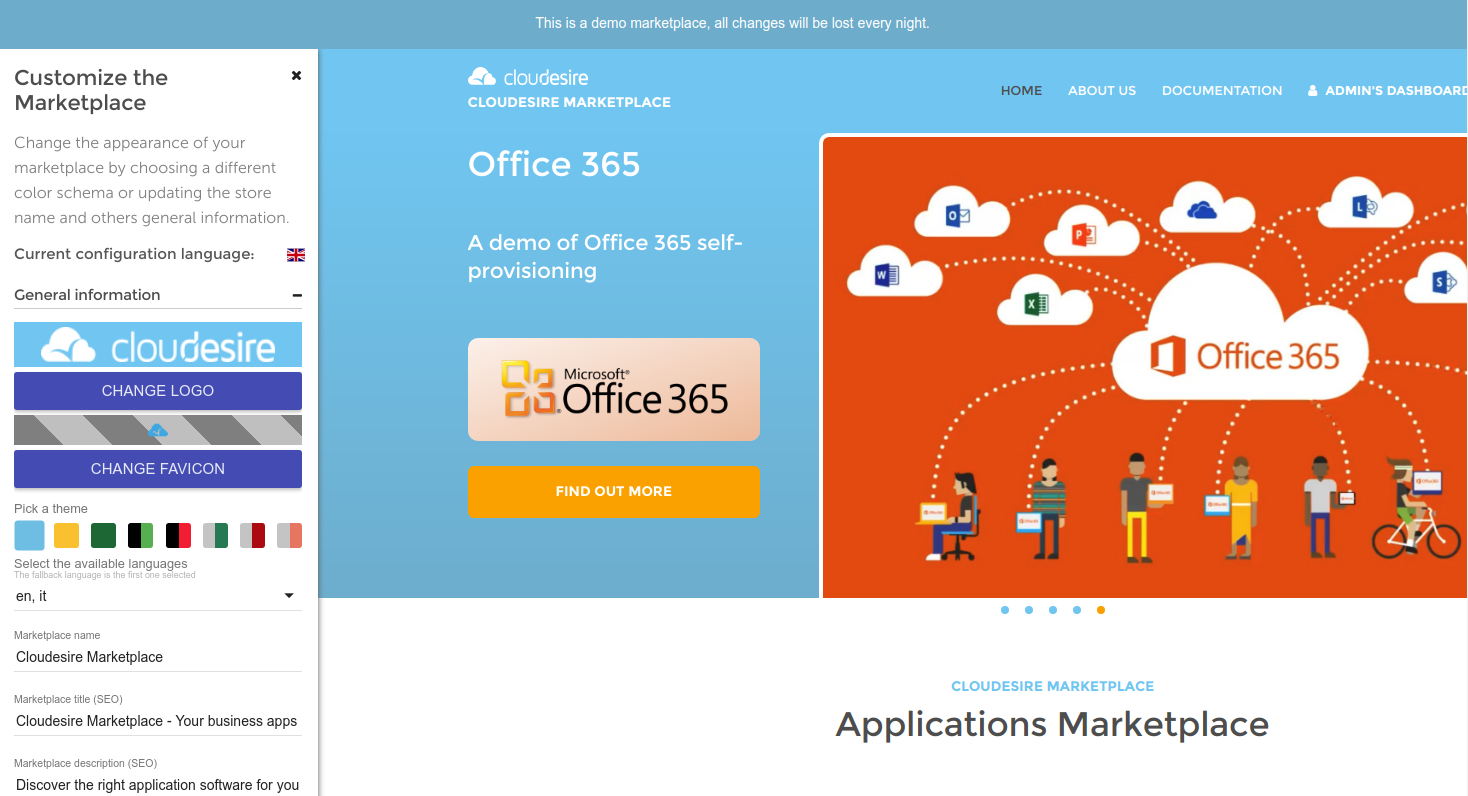 This is a demo marketplace, all changes will be lost every night.
Customize the
Marketplace
Change the appearance of your
marketplace by choosing a different
color schema or updating the store
name and others general information.
Current configuration language:
General information
cloudesire
CHANGE LOGO
CHANGE FAVICON
Pick a theme
Select the available languages
The fallback language is the first one selected
en, it
Marketplace name
Cloudesire Marketplace
Marketplace title (SEO)
Cloudesire Marketplace - Your business apps
Marketplace description (SEO)
Discover the right application software for you
cloudesire
CLOUDESIRE MARKETPLACE
HOME
ABOUT US
DOCUMENTATION
ADMIN'S DASHBOARD
Office 365
A demo of Office 365 self-
provisioning
Microsoft®
Office 365
FIND OUT MORE
O
P
L
W
X
S
Office 365
CLOUDESIRE MARKETPLACE
Applications Marketplace